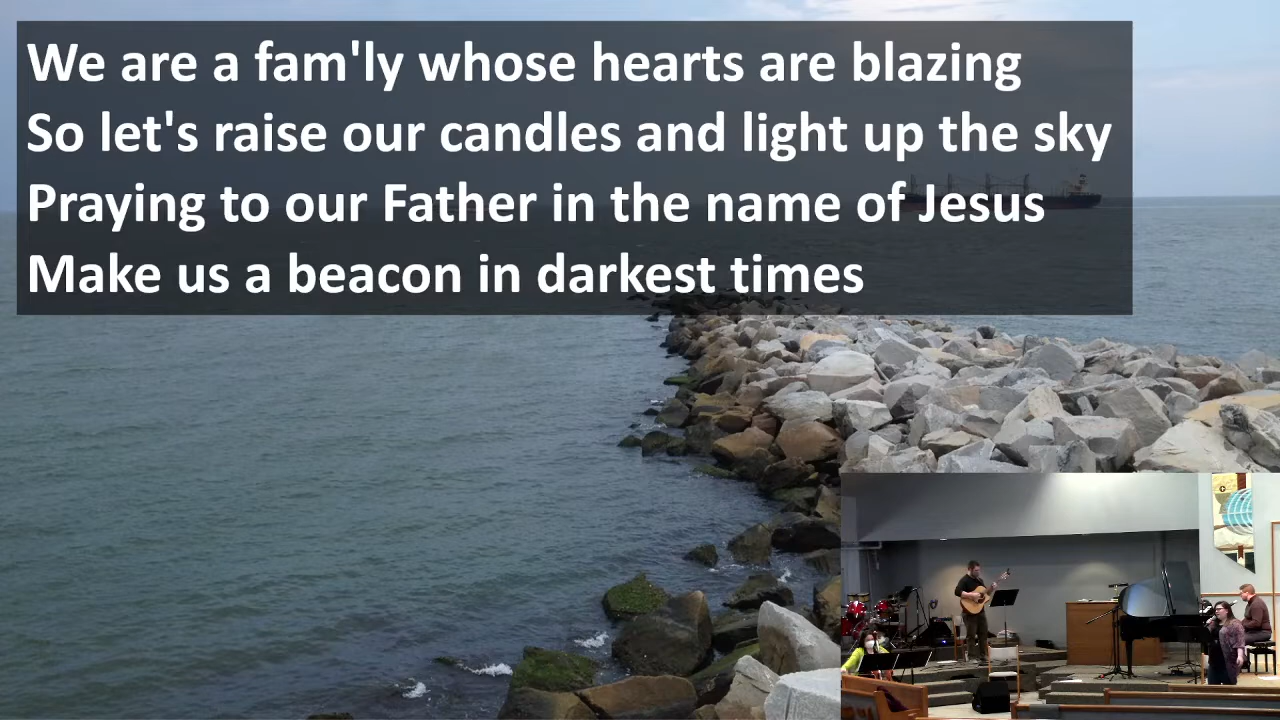 We are a fam'ly whose hearts are blazing
So let's raise our candles and light up the sky
Praying to our Father in the name of Jesus
Make us a beacon in darkest times